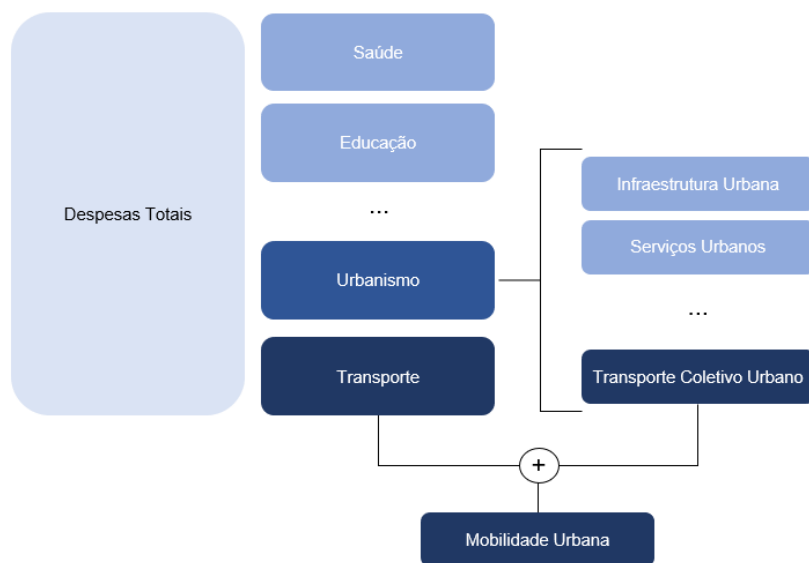 Despesas Totais
Saúde
Educação
...
Urbanismo
Transporte
Infraestrutura Urbana
Serviços Urbanos
...
Transporte Coletivo Urbano
+
Mobilidade Urbana